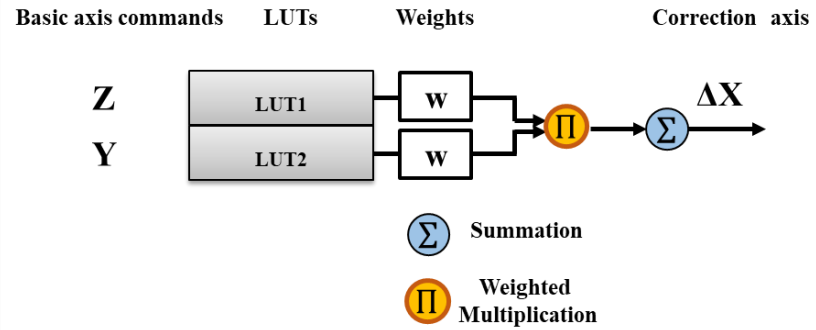 Basic axis commands LUTs Weights Correction axis
Z LUT1 w ΔX
Π Σ
Y LUT2 w
Σ Summation
Π Weighted
Multiplication